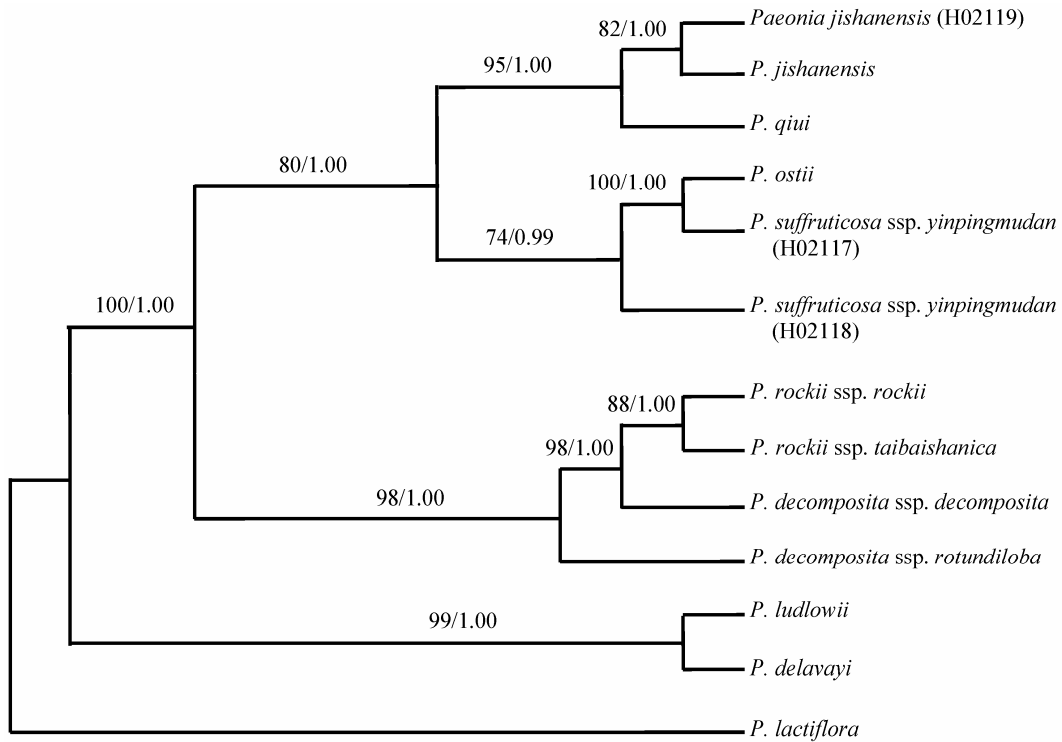 Paeonia jishanensis (H02119)
82/1.00
95/1.00
P. jishanensis
P. qiui
80/1.00
P. ostii
100/1.00
P. suffruticosa ssp. yinpingmudan
(H02117)
74/0.99
100/1.00
P. suffruticosa ssp. yinpingmudan
(H02118)
P. rockii ssp. rockii
88/1.00
P. rockii ssp. taibaishanica
98/1.00
98/1.00
P. decomposita ssp. decomposita
P. decomposita ssp. rotundiloba
P. ludlowii
99/1.00
P. delavayi
P. lactiflora